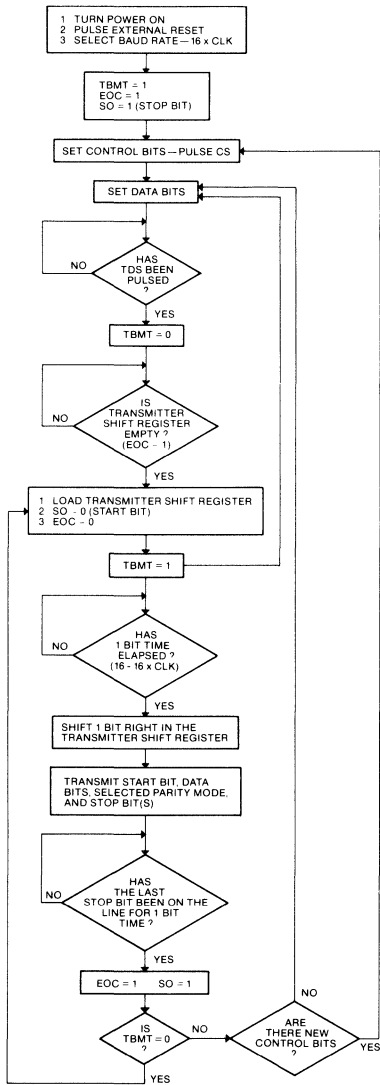 1 TURN POWER ON
2 PULSE EXTERNAL RESET
3 SELECT BAUD RATE—16 x CLK
TBMT = 1
EOC = 1
SO = 1 (STOP BIT)
SET CONTROL BITS—PULSE CS
SET DATA BITS
HAS
TDS BEEN
PULSED
?
NO
YES
TBMT = 0
IS
TRANSMITTER
SHIFT REGISTER
EMPTY ?
(EOC - 1)
NO
YES
1 LOAD TRANSMITTER SHIFT REGISTER
2 SO - 0 (START BIT)
3 EOC - 0
TBMT = 1
HAS
1 BIT TIME
ELAPSED ?
(16 - 16 x CLK)
NO
YES
SHIFT 1 BIT RIGHT IN THE
TRANSMITTER SHIFT REGISTER
TRANSMIT START BIT, DATA
BITS, SELECTED PARITY MODE,
AND STOP BIT(S)
HAS
THE LAST
STOP BIT BEEN ON THE
LINE FOR 1 BIT
TIME ?
NO
YES
EOC = 1 SO = 1
IS
TBMT = 0
?
NO
YES
ARE
THERE NEW
CONTROL BITS
?
NO
YES